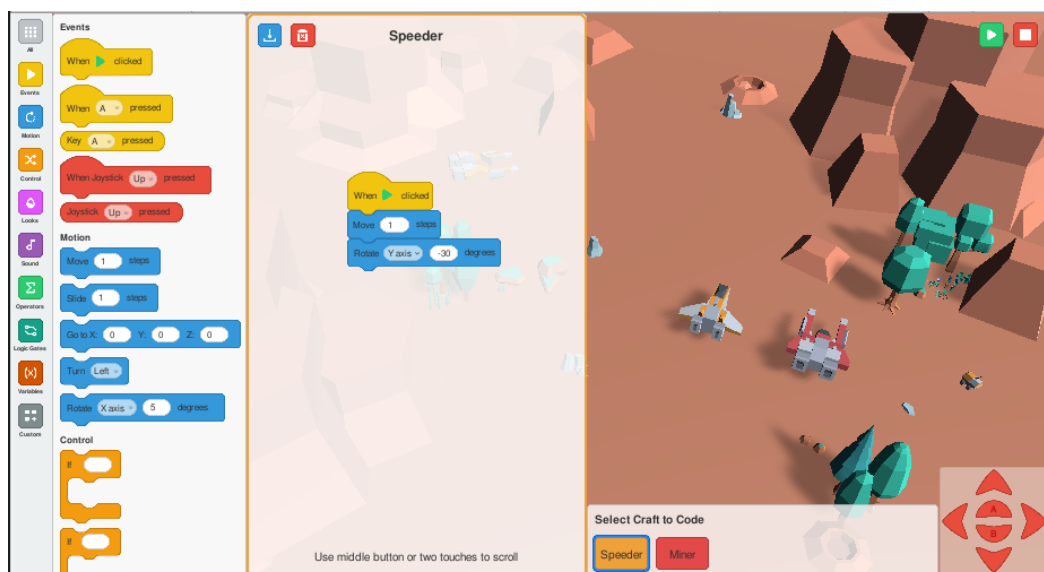 All
Events
Motion
Control
Looks
Sound
Operators
Logic Gates
Variables
Custom
Events
When clicked
When A pressed
Key A pressed
When Joystick Up pressed
Joystick Up pressed
Motion
Move 1 steps
Slide 1 steps
Go to X: 0 Y: 0 Z: 0
Turn Left
Rotate X axis 5 degrees
Control
If
If
Speeder
When clicked
Move 1 steps
Rotate Y axis -30 degrees
Use middle button or two touches to scroll
Select Craft to Code
Speeder
Miner
A
B